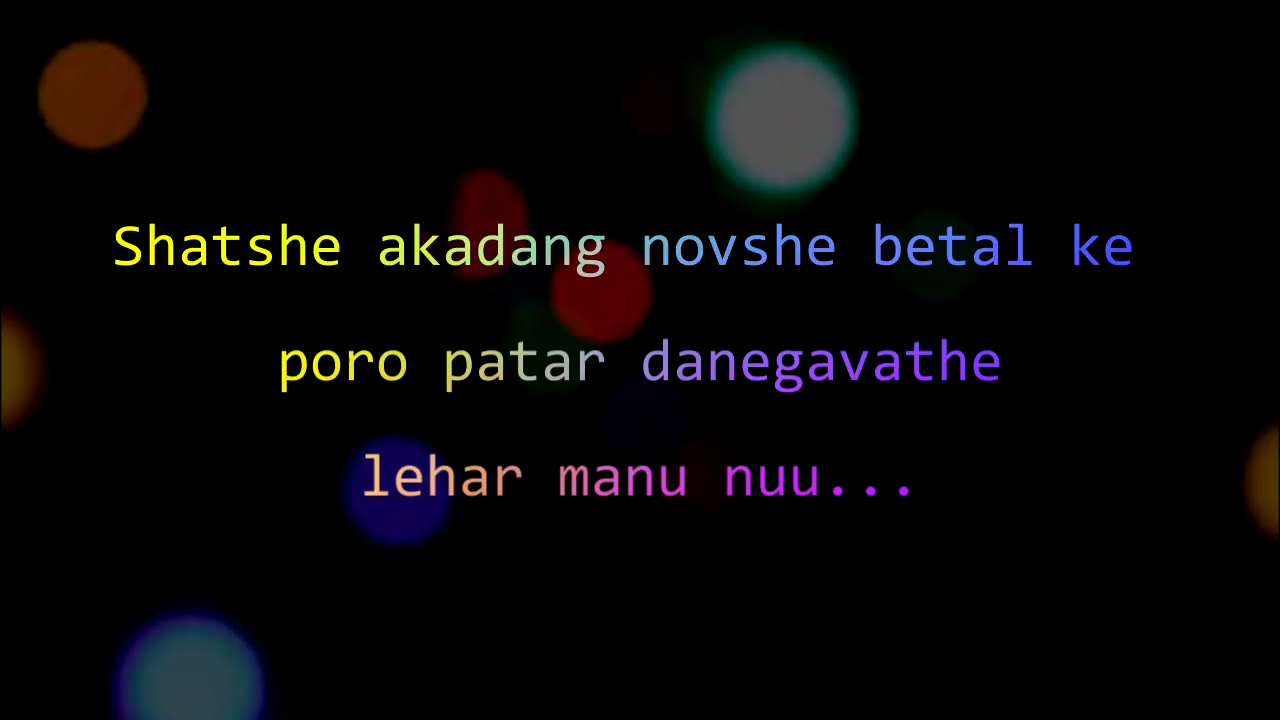 Shatshe akadang novshe betal ke
poro patar danegavathe
lehar manu nuu...